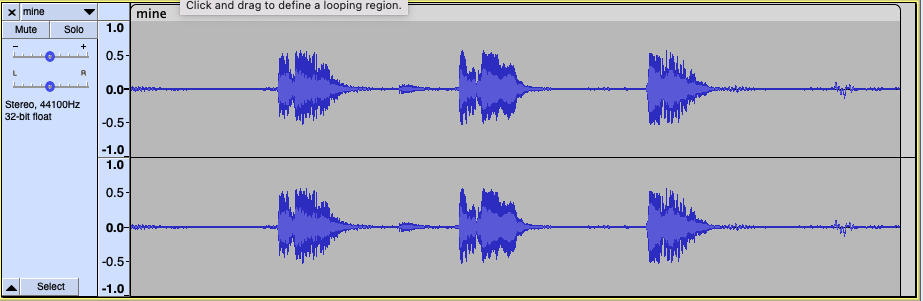 Click and drag to define a looping region.
× mine ▼ mine
Mute Solo
- +
L R
Stereo, 44100Hz
32-bit float
1.0
0.5
0.0
-0.5
-1.0
1.0
0.5
0.0
-0.5
-1.0
Select